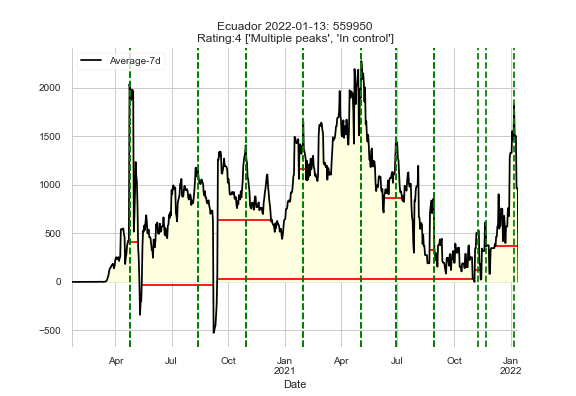 Ecuador 2022-01-13: 559950
Rating:4 ['Multiple peaks', 'In control']
Average-7d
2000
1500
1000
500
0
−500
Apr
Jul
Oct
Jan
2021
Apr
Jul
Oct
Jan
2022
Date